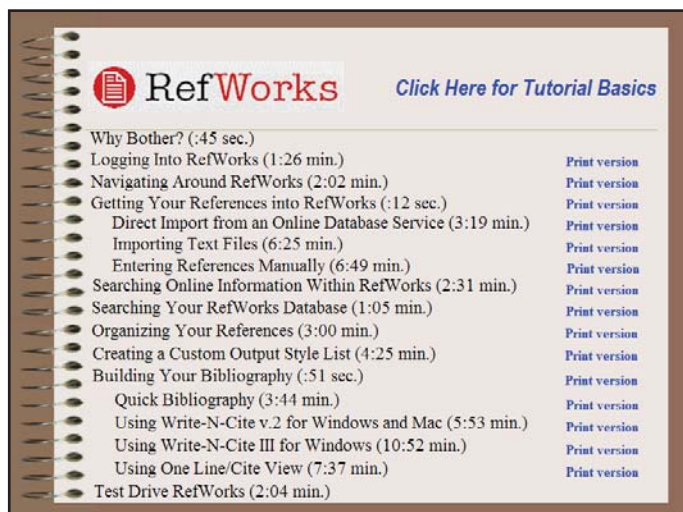 RefWorks
Click Here for Tutorial Basics
Why Bother? (:45 sec.)
Logging Into RefWorks (1:26 min.) Print version
Navigating Around RefWorks (2:02 min.) Print version
Getting Your References into RefWorks (:12 sec.) Print version
Direct Import from an Online Database Service (3:19 min.) Print version
Importing Text Files (6:25 min.) Print version
Entering References Manually (6:49 min.) Print version
Searching Online Information Within RefWorks (2:31 min.) Print version
Searching Your RefWorks Database (1:05 min.) Print version
Organizing Your References (3:00 min.) Print version
Creating a Custom Output Style List (4:25 min.) Print version
Building Your Bibliography (:51 sec.) Print version
Quick Bibliography (3:44 min.) Print version
Using Write-N-Cite v.2 for Windows and Mac (5:53 min.) Print version
Using Write-N-Cite III for Windows (10:52 min.) Print version
Using One Line/Cite View (7:37 min.) Print version
Test Drive RefWorks (2:04 min.)